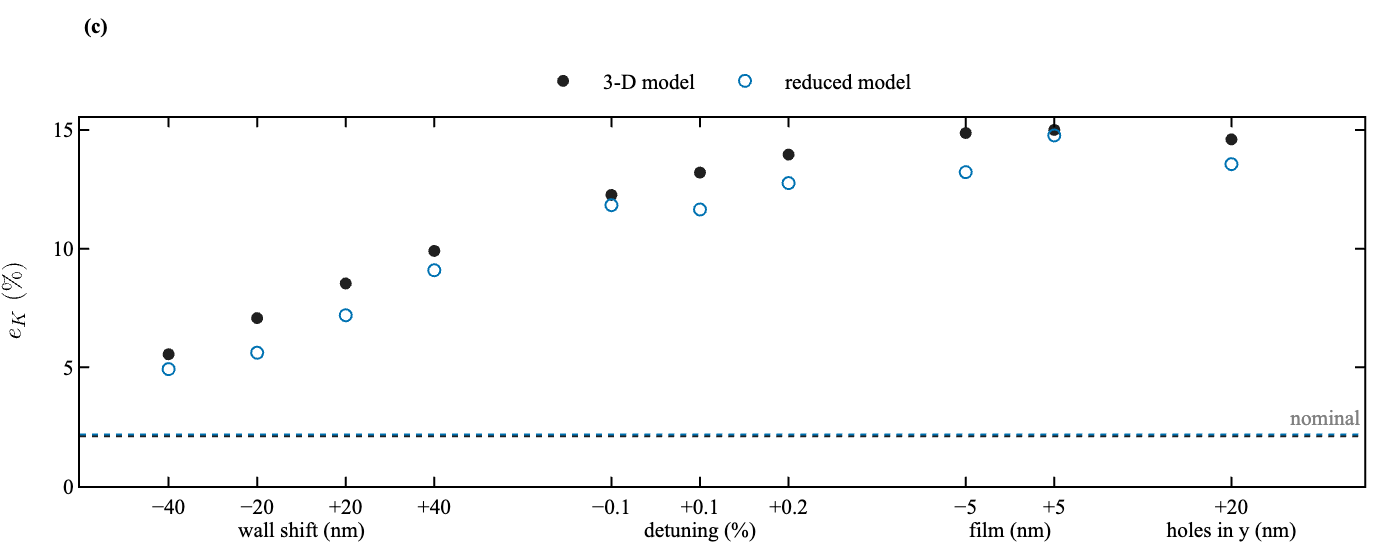 (c)
3-D model reduced model
15
10
5
0
e_K (%)
nominal
−40 −20 +20 +40 −0.1 +0.1 +0.2 −5 +5 +20
wall shift (nm) detuning (%) film (nm) holes in y (nm)